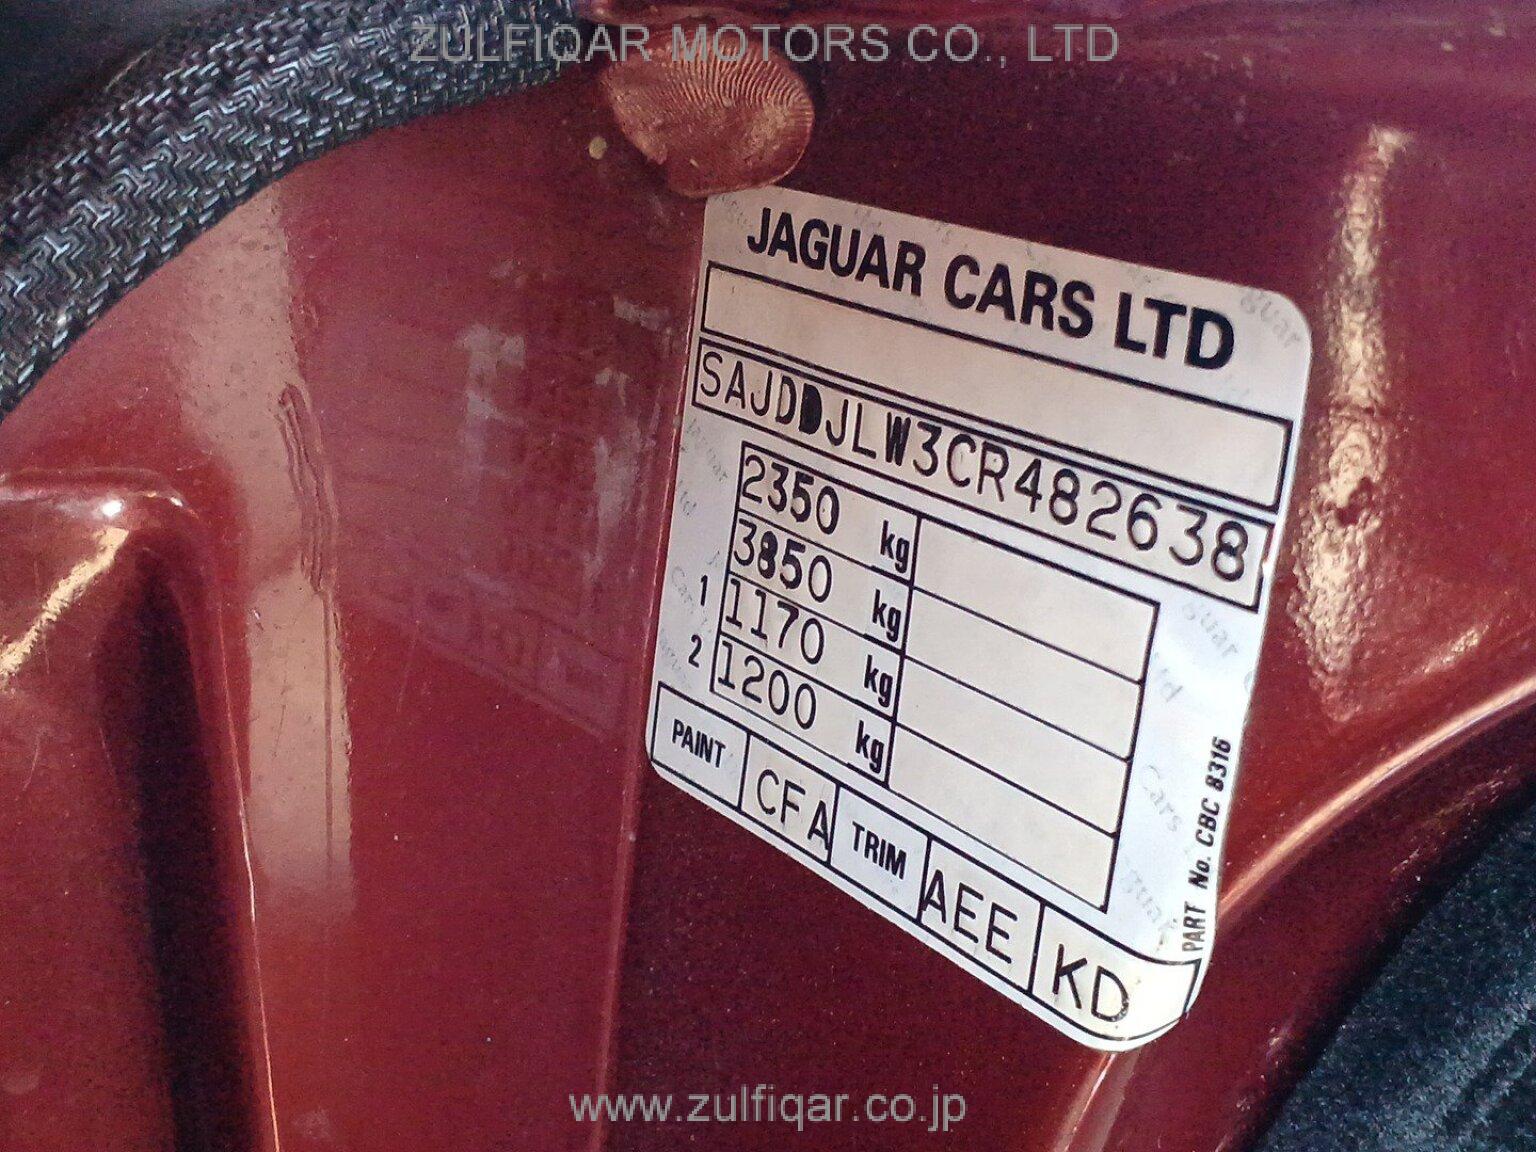 ZULFIQAR MOTORS CO., LTD
JAGUAR CARS LTD
SAJDDJLW3CR482638
2350 kg
3850 kg
1 1170 kg
2 1200 kg
PAINT CFA TRIM AEE KD
PART No. CBC 8316
www.zulfiqar.co.jp